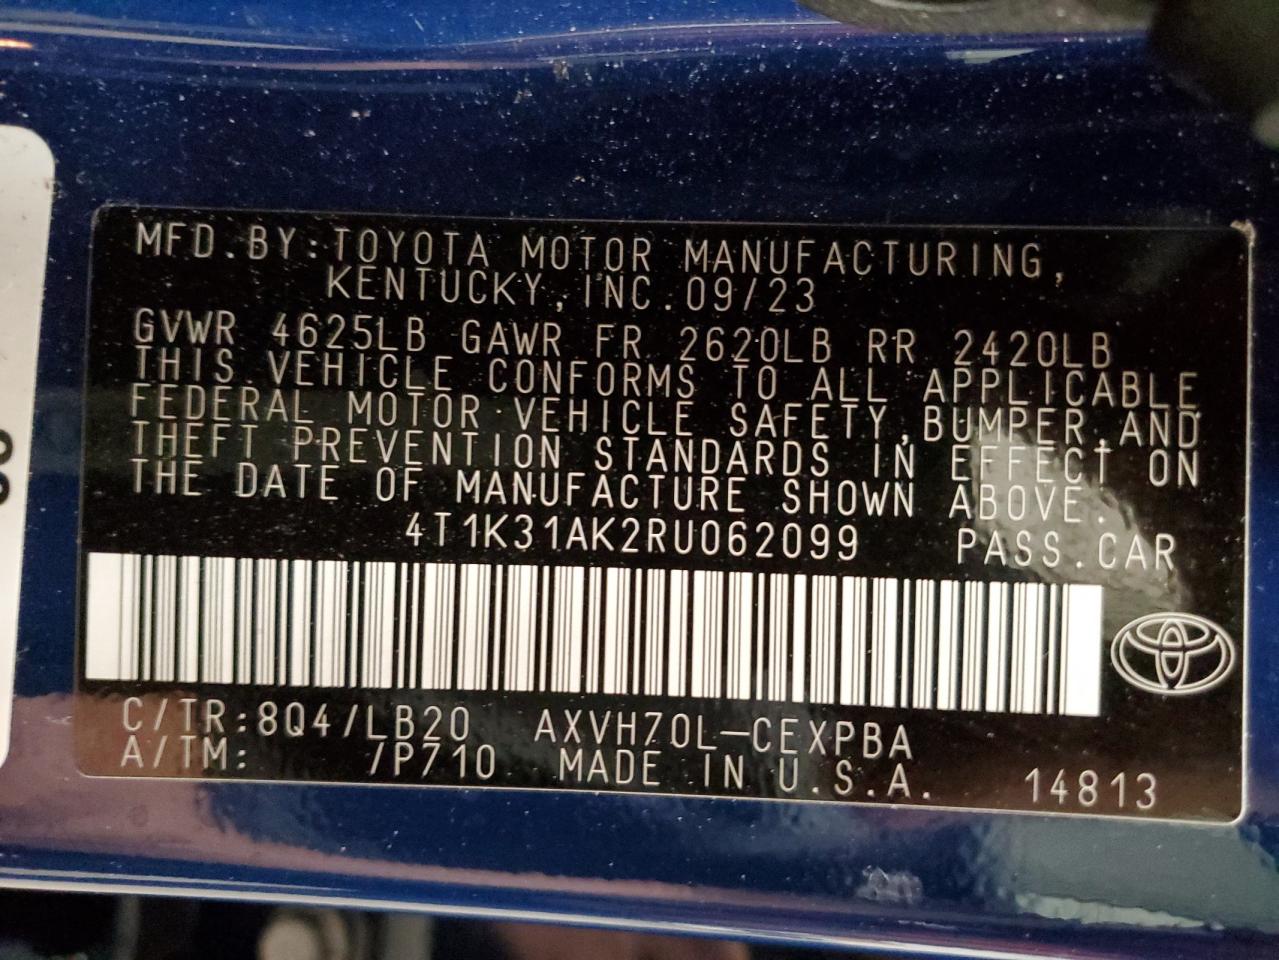 MFD.BY:TOYOTA MOTOR MANUFACTURING,
KENTUCKY,INC.09/23
GVWR 4625LB GAWR FR 2620LB RR 2420LB
THIS VEHICLE CONFORMS TO ALL APPLICABLE
FEDERAL MOTOR VEHICLE SAFETY,BUMPER,AND
THEFT PREVENTION STANDARDS IN EFFECT ON
THE DATE OF MANUFACTURE SHOWN ABOVE.
4T1K31AK2RU062099 PASS.CAR
C/TR:8Q4/LB20 AXVH70L-CEXPBA
A/TM: /P710 MADE IN U.S.A. 14813